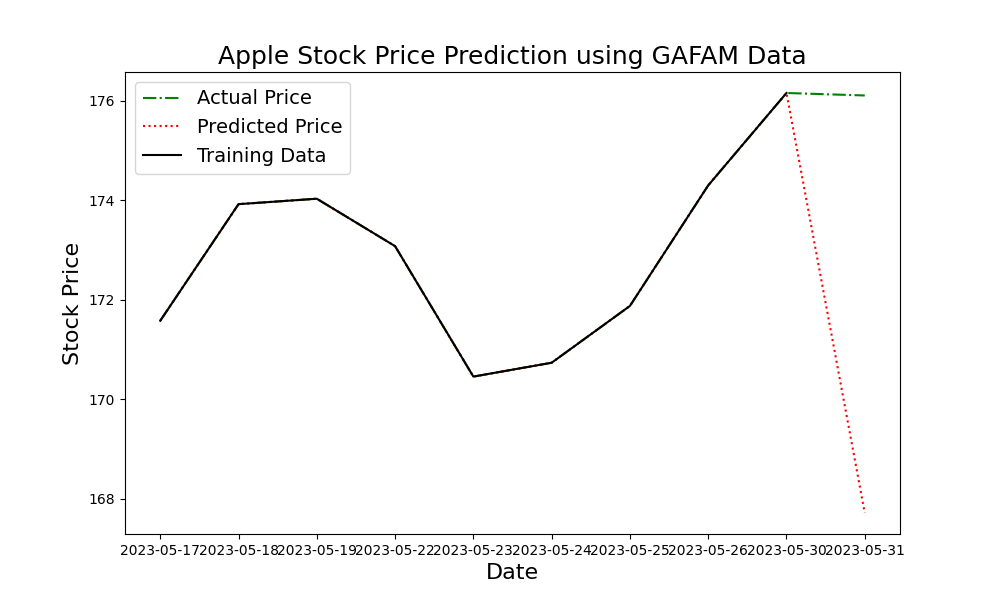 Apple Stock Price Prediction using GAFAM Data
Actual Price
Predicted Price
Training Data
176
174
172
170
168
Stock Price
2023-05-17 2023-05-18 2023-05-19 2023-05-22 2023-05-23 2023-05-24 2023-05-25 2023-05-26 2023-05-30 2023-05-31
Date